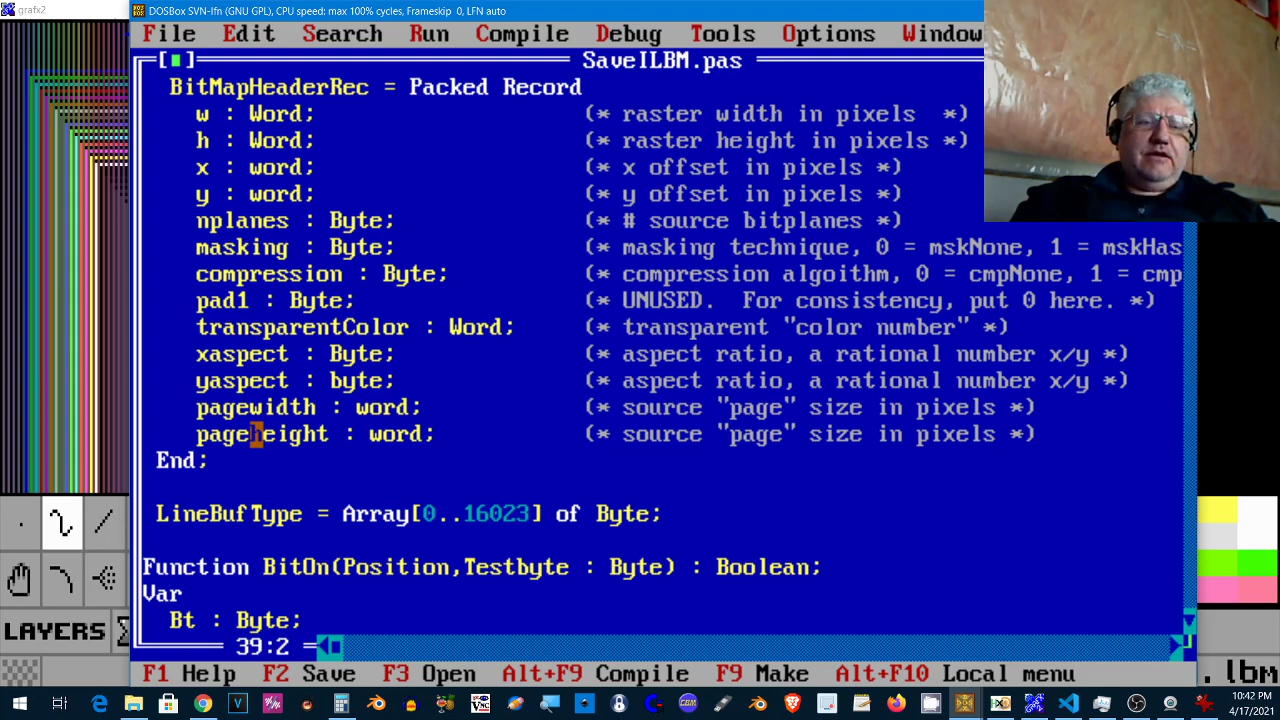 grafx2
DOSBox SVN-lfn (GNU GPL), CPU speed: max 100% cycles, Frameskip  0, LFN auto
File  Edit  Search  Run  Compile  Debug  Tools  Options  Window
SaveILBM.pas
BitMapHeaderRec = Packed Record
w : Word;  (* raster width in pixels  *)
h : Word;  (* raster height in pixels *)
x : word;  (* x offset in pixels *)
y : word;  (* y offset in pixels *)
nplanes : Byte;  (* # source bitplanes *)
masking : Byte;  (* masking technique, 0 = mskNone, 1 = mskHas
compression : Byte;  (* compression algoithm, 0 = cmpNone, 1 = cmp
pad1 : Byte;  (* UNUSED.  For consistency, put 0 here. *)
transparentColor : Word;  (* transparent "color number" *)
xaspect : Byte;  (* aspect ratio, a rational number x/y *)
yaspect : byte;  (* aspect ratio, a rational number x/y *)
pagewidth : word;  (* source "page" size in pixels *)
pageheight : word;  (* source "page" size in pixels *)
End;
LineBufType = Array[0..16023] of Byte;
Function BitOn(Position,Testbyte : Byte) : Boolean;
Var
Bt : Byte;
LAYERS
39:2
.lbm
F1 Help  F2 Save  F3 Open  Alt+F9 Compile  F9 Make  Alt+F10 Local menu
10:42 PM
4/17/2021